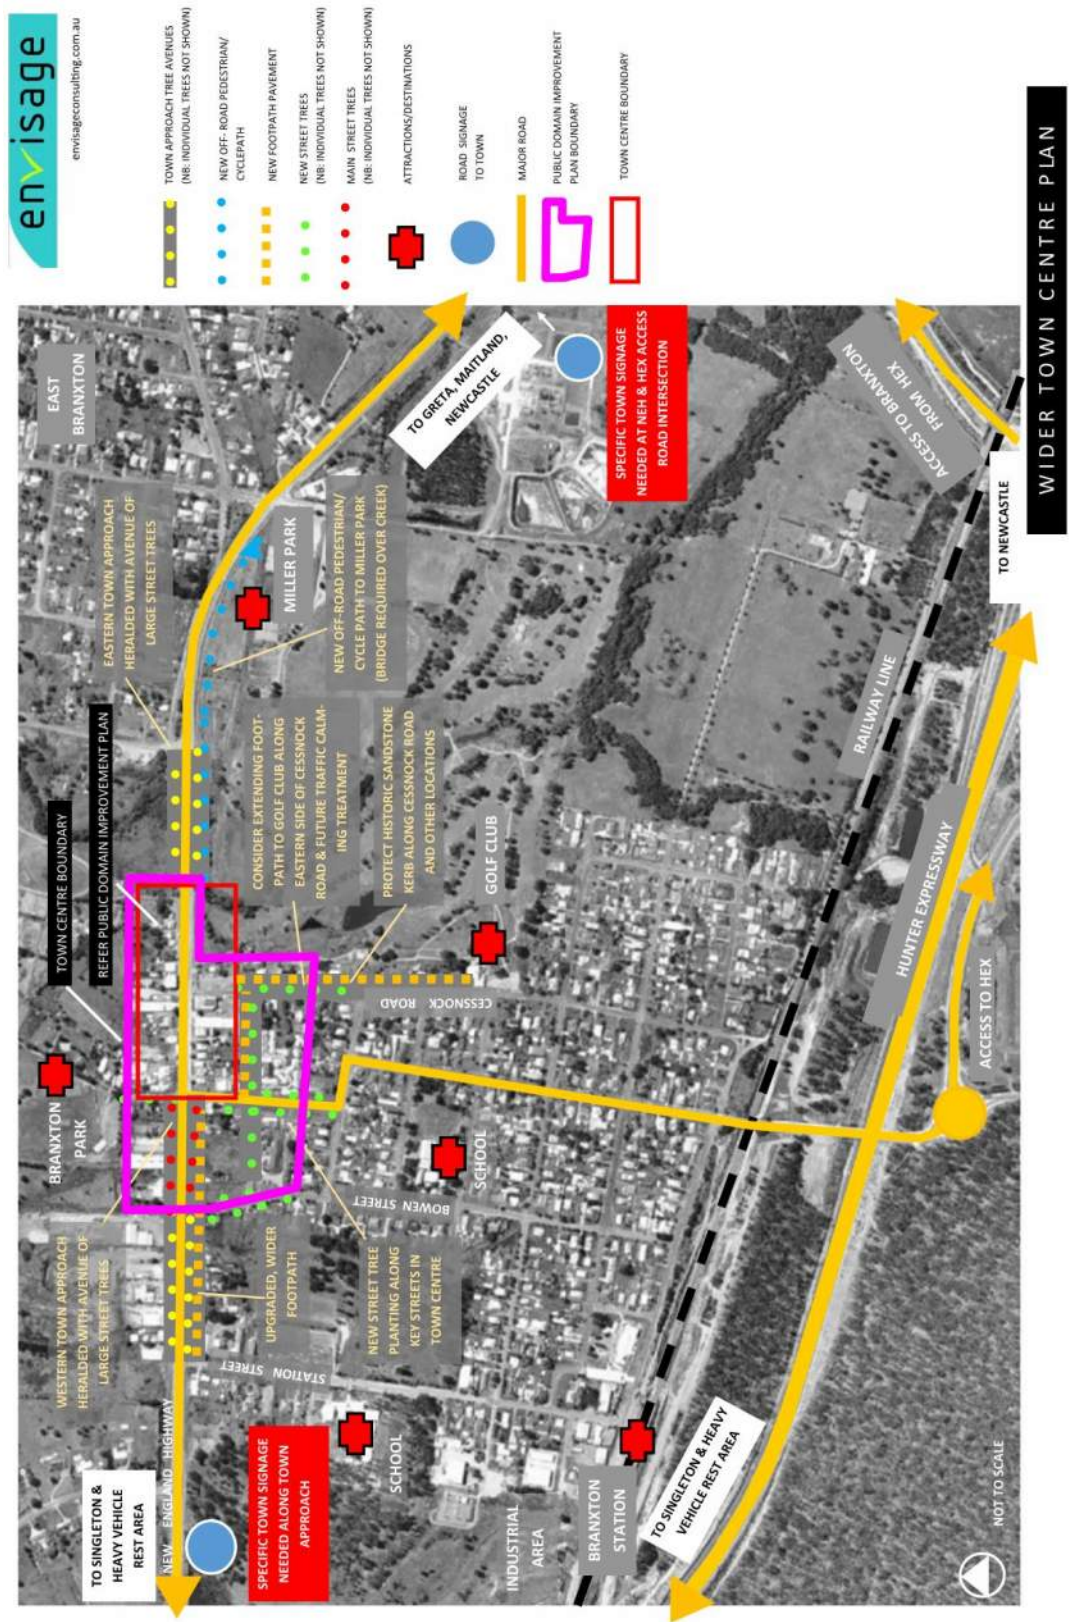 envisage
envisageconsulting.com.au
TOWN APPROACH TREE AVENUES
(NB: INDIVIDUAL TREES NOT SHOWN)
NEW OFF- ROAD PEDESTRIAN/
CYCLEPATH
NEW FOOTPATH PAVEMENT
NEW STREET TREES
(NB: INDIVIDUAL TREES NOT SHOWN)
MAIN STREET TREES
(NB: INDIVIDUAL TREES NOT SHOWN)
ATTRACTIONS/DESTINATIONS
ROAD SIGNAGE
TO TOWN
MAJOR ROAD
PUBLIC DOMAIN IMPROVEMENT
PLAN BOUNDARY
TOWN CENTRE BOUNDARY
TO SINGLETON &
HEAVY VEHICLE
REST AREA
NEW ENGLAND HIGHWAY
SPECIFIC TOWN SIGNAGE
NEEDED ALONG TOWN
APPROACH
WESTERN TOWN APPROACH
HERALDED WITH AVENUE OF
LARGE STREET TREES
BRANXTON
PARK
TOWN CENTRE BOUNDARY
REFER PUBLIC DOMAIN IMPROVEMENT PLAN
EASTERN TOWN APPROACH
HERALDED WITH AVENUE OF
LARGE STREET TREES
EAST
BRANXTON
STATION STREET
UPGRADED, WIDER
FOOTPATH
NEW STREET TREE
PLANTING ALONG
KEY STREETS IN
TOWN CENTRE
BOWEN STREET
CESSNOCK ROAD
CONSIDER EXTENDING FOOT-
PATH TO GOLF CLUB ALONG
EASTERN SIDE OF CESSNOCK
ROAD & FUTURE TRAFFIC CALM-
ING TREATMENT
PROTECT HISTORIC SANDSTONE
KERB ALONG CESSNOCK ROAD
AND OTHER LOCATIONS
MILLER PARK
NEW OFF-ROAD PEDESTRIAN/
CYCLE PATH TO MILLER PARK
(BRIDGE REQUIRED OVER CREEK)
TO GRETA, MAITLAND,
NEWCASTLE
SPECIFIC TOWN SIGNAGE
NEEDED AT NEH & HEX ACCESS
ROAD INTERSECTION
SCHOOL
SCHOOL
GOLF CLUB
INDUSTRIAL
AREA
BRANXTON
STATION
TO SINGLETON & HEAVY
VEHICLE REST AREA
RAILWAY LINE
HUNTER EXPRESSWAY
ACCESS TO HEX
ACCESS TO BRANXTON
FROM HEX
TO NEWCASTLE
NOT TO SCALE
WIDER TOWN CENTRE PLAN